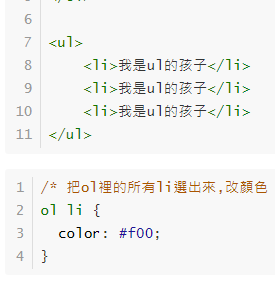 6
7 <ul>
8 <li>我是ul的孩子</li>
9 <li>我是ul的孩子</li>
10 <li>我是ul的孩子</li>
11 </ul>
1 /* 把ol裡的所有li選出來,改顏色
2 ol li {
3 color: #f00;
4 }